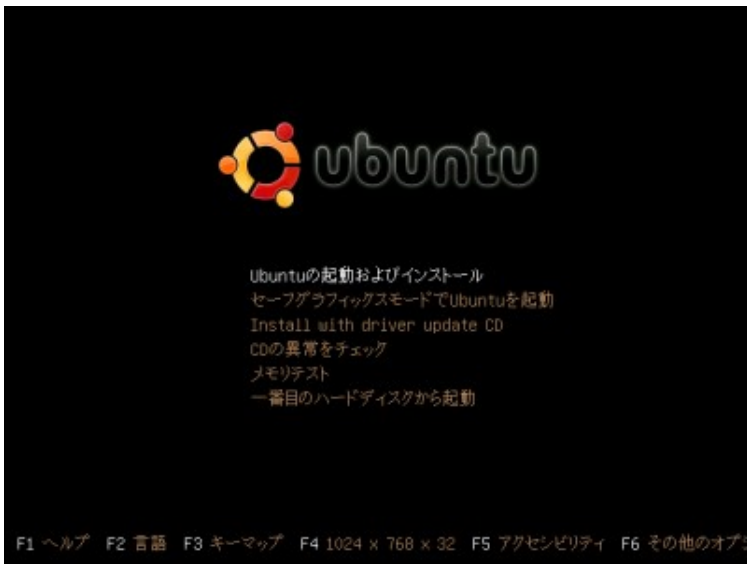 ubuntu
Ubuntuの起動およびインストール
セーフグラフィックスモードでUbuntuを起動
Install with driver update CD
CDの異常をチェック
メモリテスト
一番目のハードディスクから起動
F1 ヘルプ F2 言語 F3 キーマップ F4 1024 x 768 x 32 F5 アクセシビリティ F6 その他のオプ